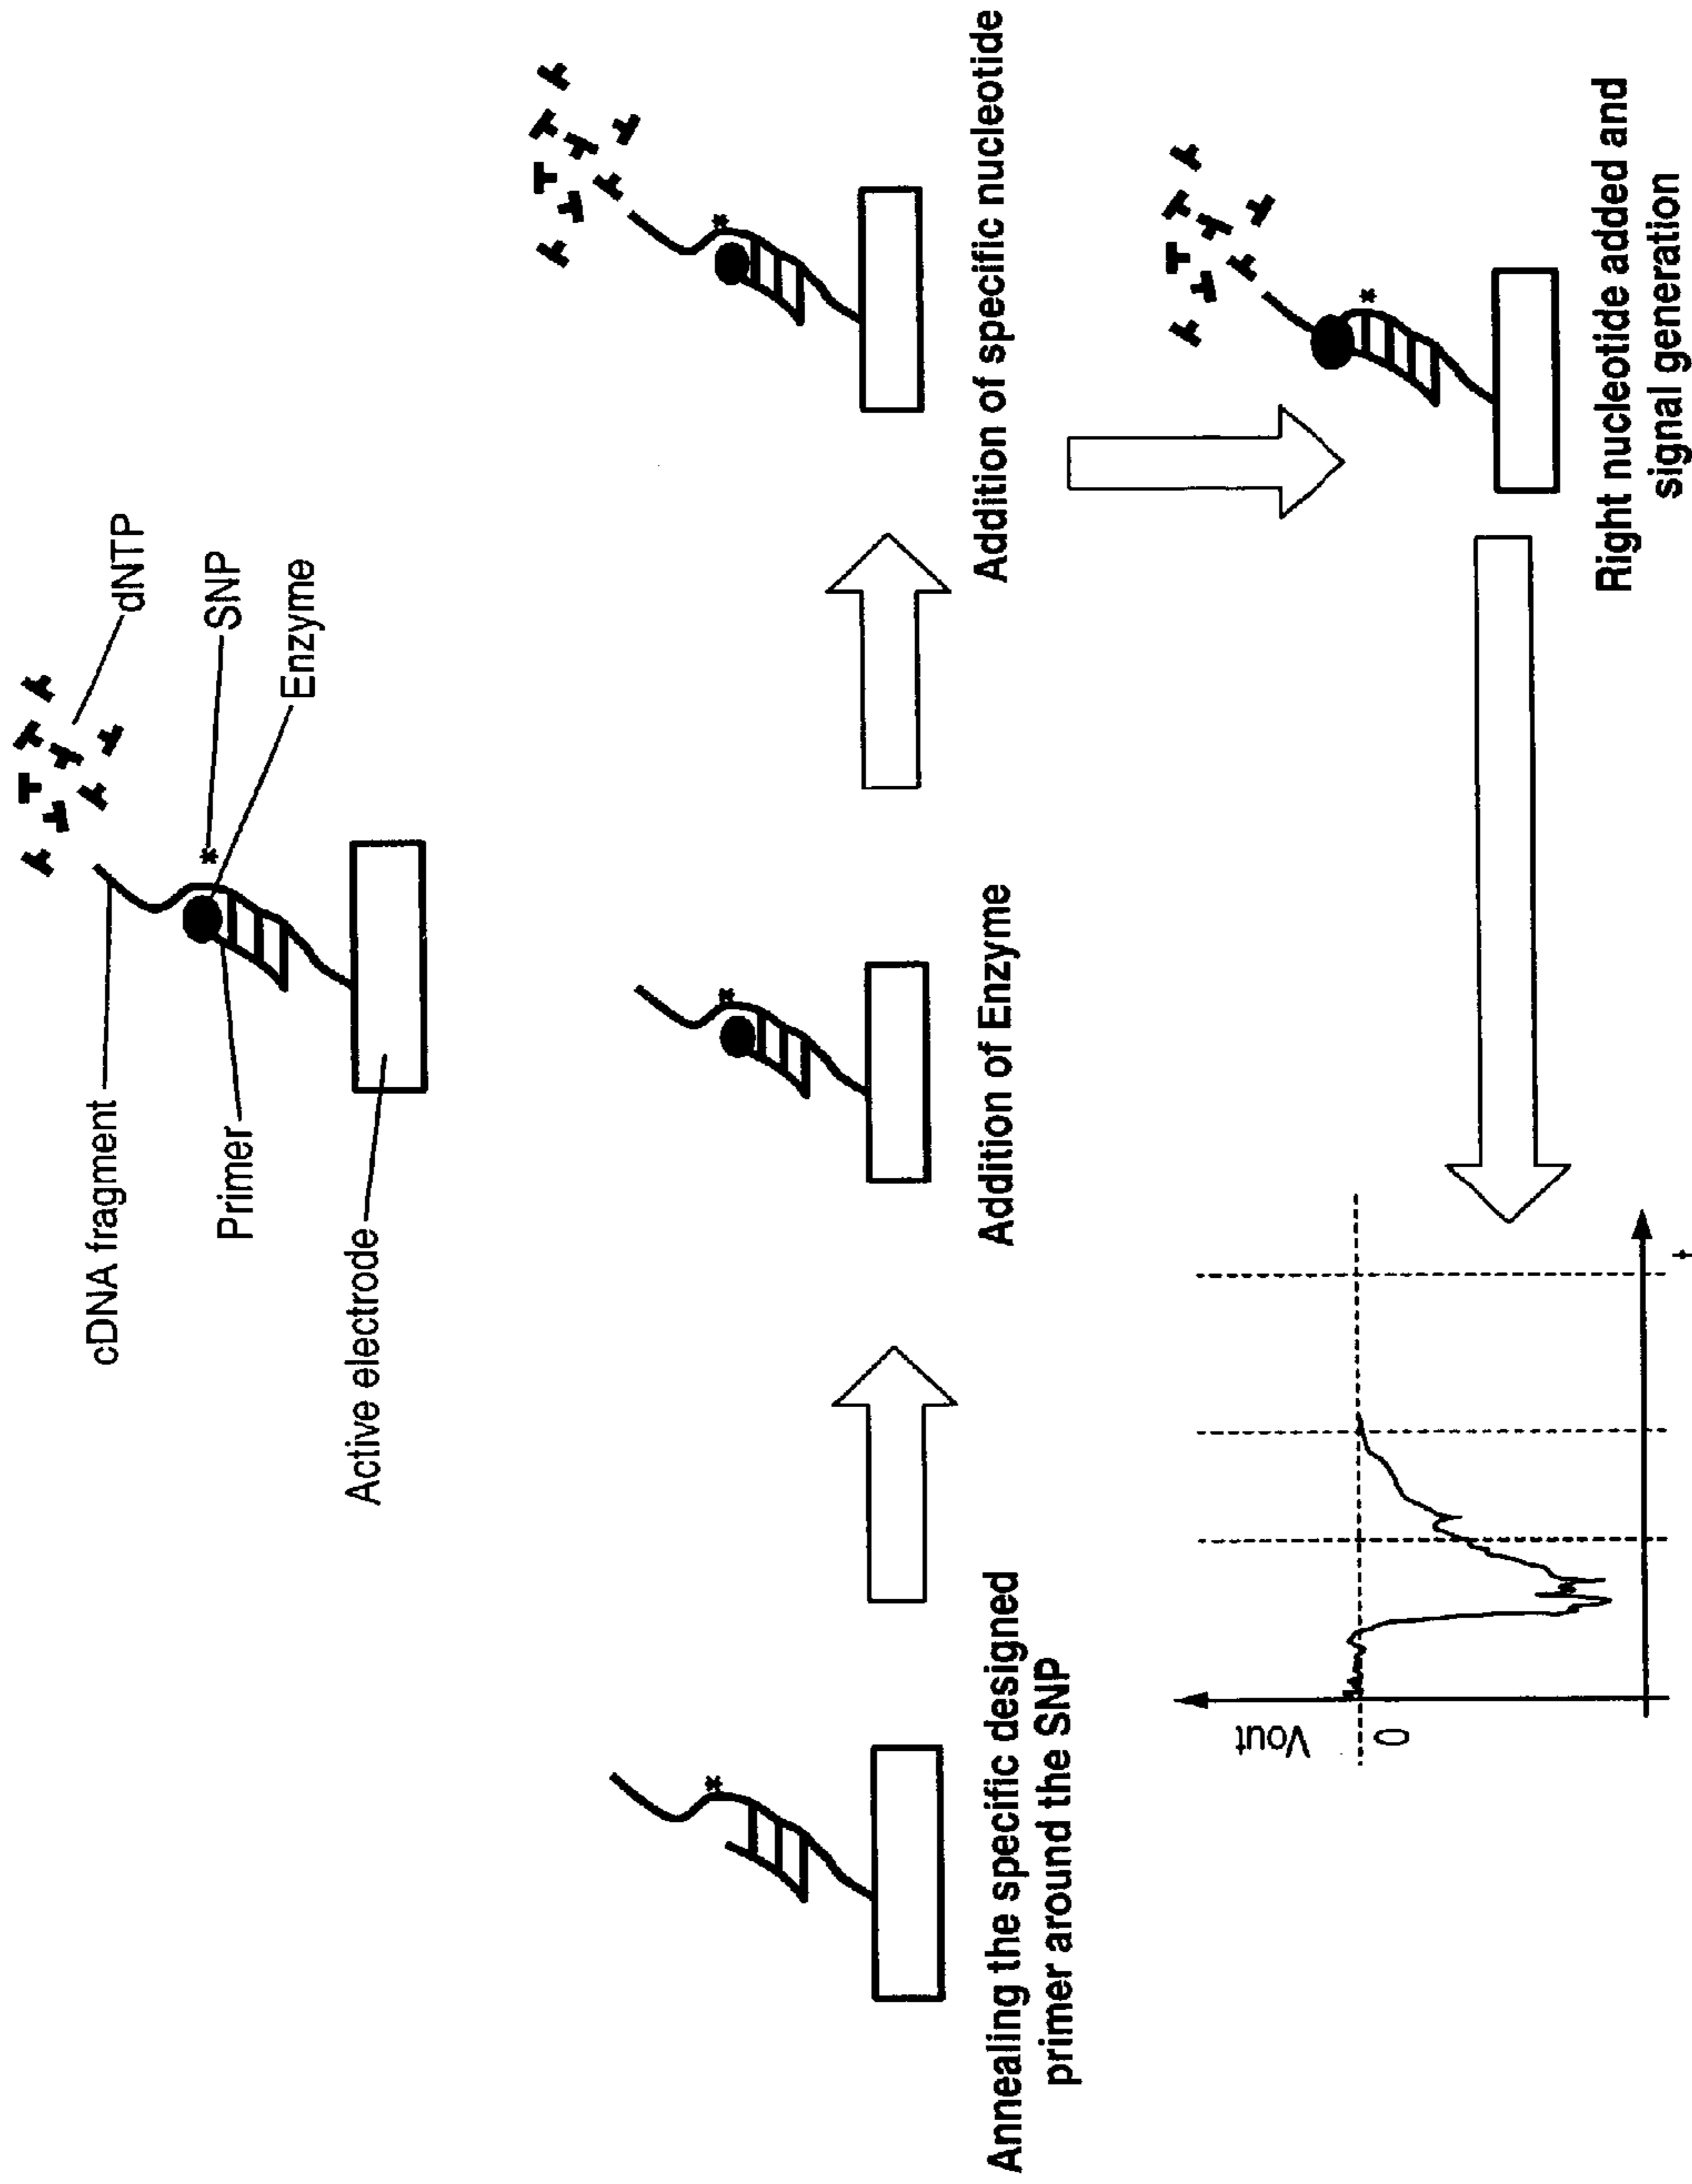 cDNA fragment
dNTP
Primer
SNP
Enzyme
Active electrode
Annealing the specific designed
primer around the SNP
Addition of Enzyme
Addition of specific nucleotide
Right nucleotide added and
signal generation
Vout
0
t
*
*
*
*
*